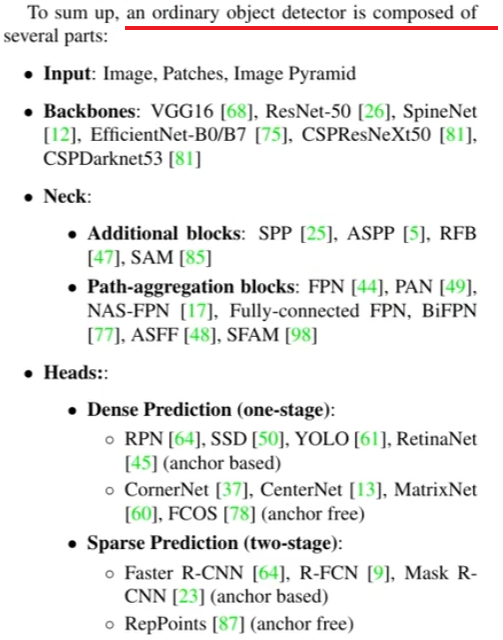 To sum up, an ordinary object detector is composed of
several parts:
• Input: Image, Patches, Image Pyramid
• Backbones: VGG16 [68], ResNet-50 [26], SpineNet
[12], EfficientNet-B0/B7 [75], CSPResNeXt50 [81],
CSPDarknet53 [81]
• Neck:
• Additional blocks: SPP [25], ASPP [5], RFB
[47], SAM [85]
• Path-aggregation blocks: FPN [44], PAN [49],
NAS-FPN [17], Fully-connected FPN, BiFPN
[77], ASFF [48], SFAM [98]
• Heads::
• Dense Prediction (one-stage):
◦ RPN [64], SSD [50], YOLO [61], RetinaNet
[45] (anchor based)
◦ CornerNet [37], CenterNet [13], MatrixNet
[60], FCOS [78] (anchor free)
• Sparse Prediction (two-stage):
◦ Faster R-CNN [64], R-FCN [9], Mask R-
CNN [23] (anchor based)
◦ RepPoints [87] (anchor free)